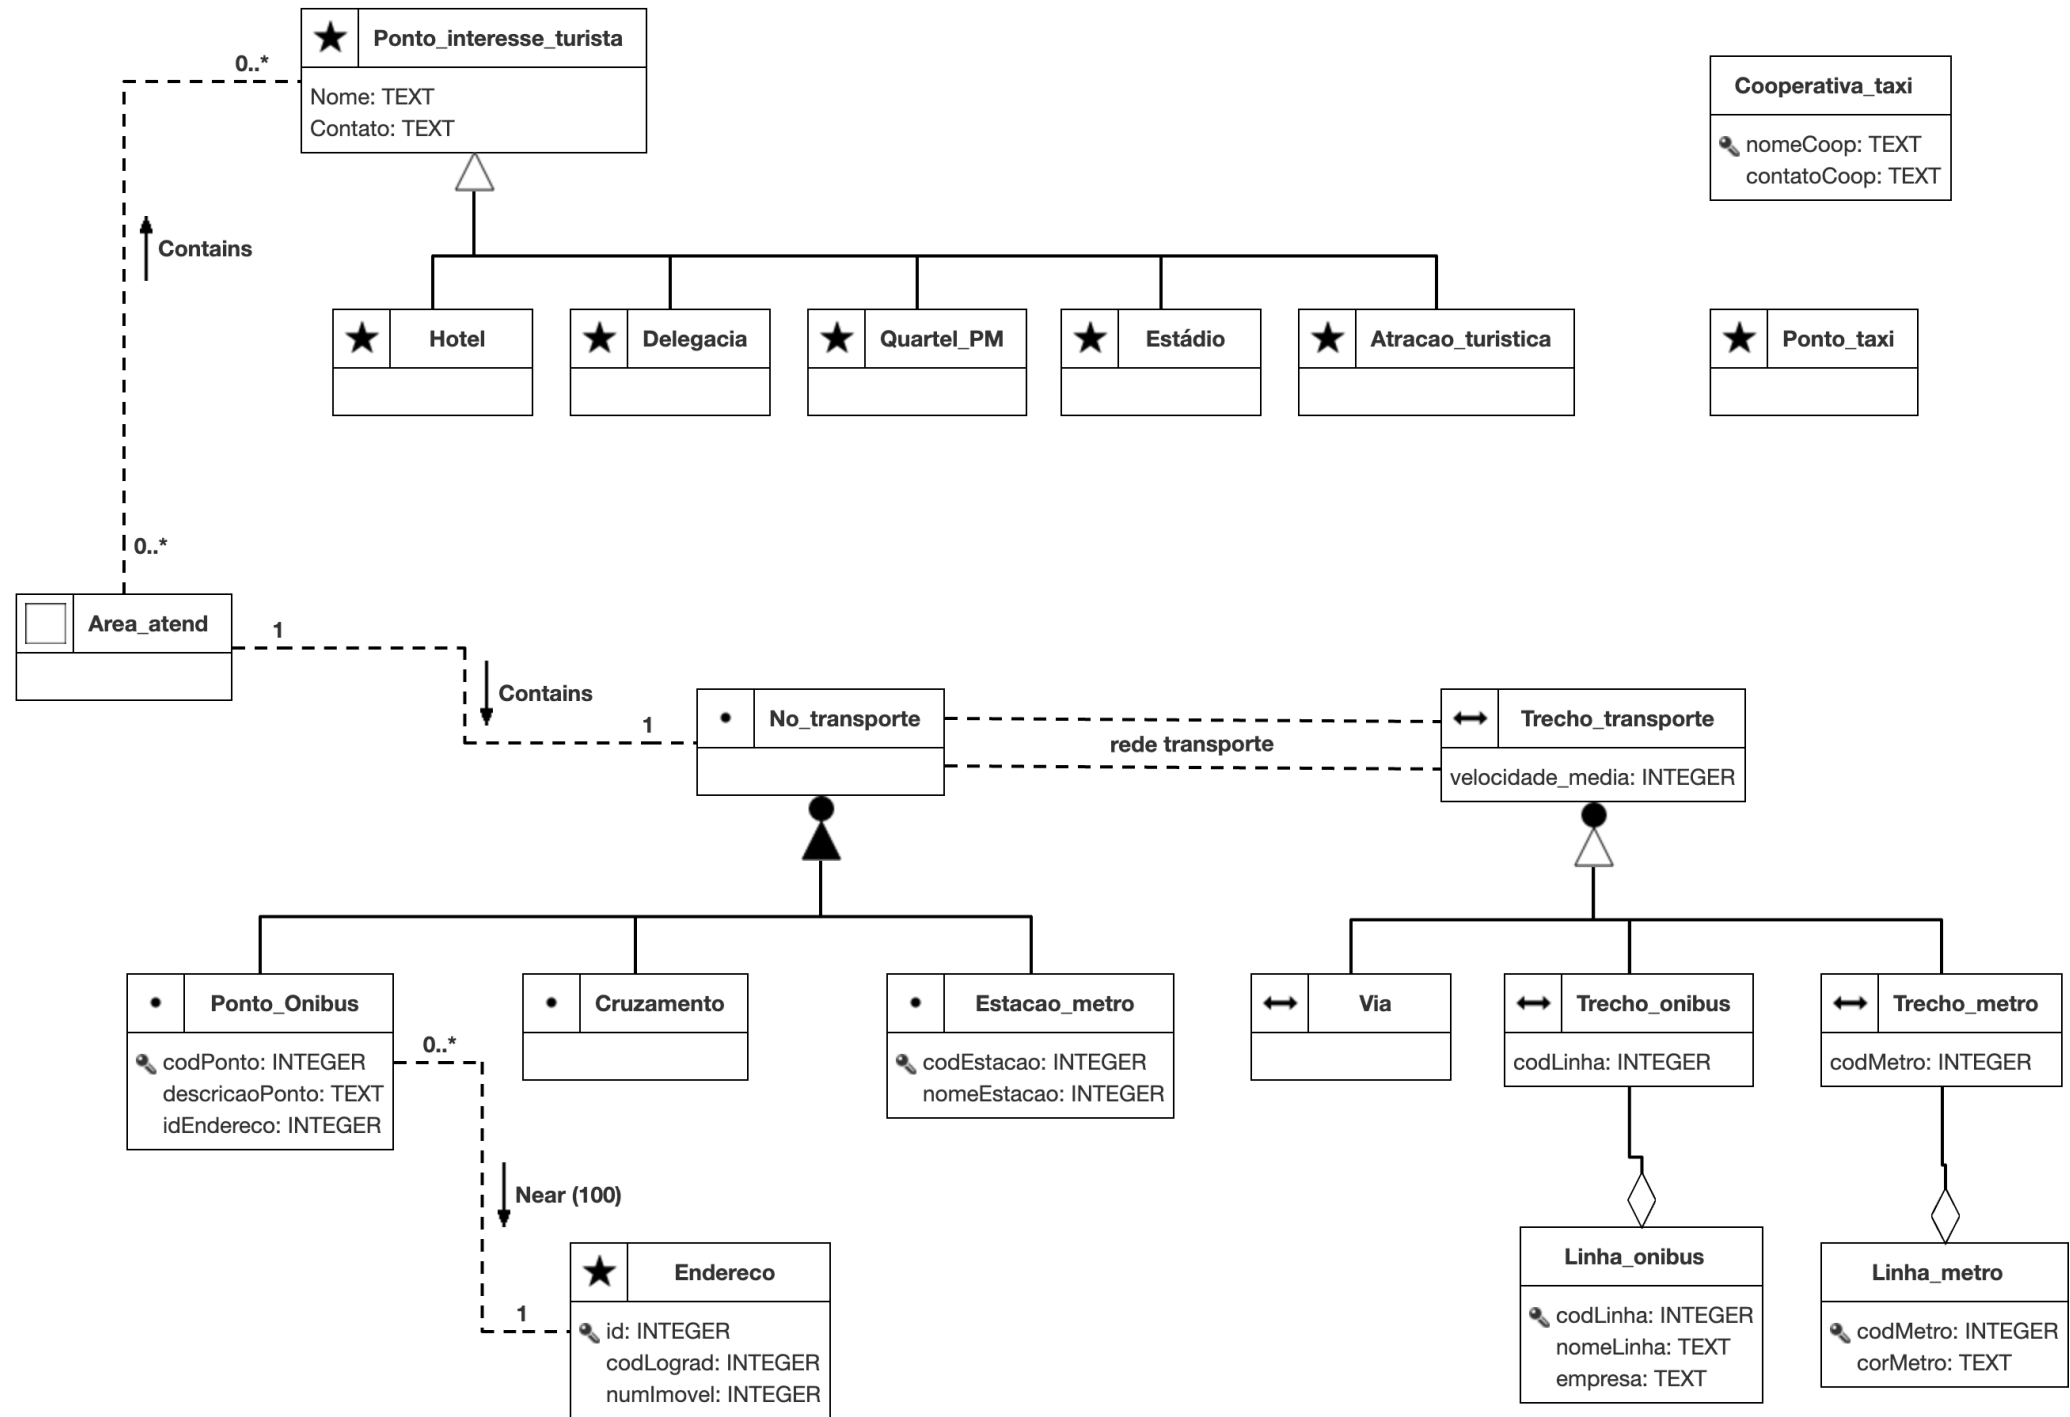 Ponto_interesse_turista
Nome: TEXT
Contato: TEXT
0..*
Cooperativa_taxi
nomeCoop: TEXT
contatoCoop: TEXT
Contains
Hotel
Delegacia
Quartel_PM
Estádio
Atracao_turistica
Ponto_taxi
0..*
Area_atend
1
Contains
1
No_transporte
rede transporte
Trecho_transporte
velocidade_media: INTEGER
Ponto_Onibus
codPonto: INTEGER
descricaoPonto: TEXT
idEndereco: INTEGER
0..*
Cruzamento
Estacao_metro
codEstacao: INTEGER
nomeEstacao: INTEGER
Via
Trecho_onibus
codLinha: INTEGER
Trecho_metro
codMetro: INTEGER
Near (100)
1
Endereco
id: INTEGER
codLograd: INTEGER
numImovel: INTEGER
Linha_onibus
codLinha: INTEGER
nomeLinha: TEXT
empresa: TEXT
Linha_metro
codMetro: INTEGER
corMetro: TEXT